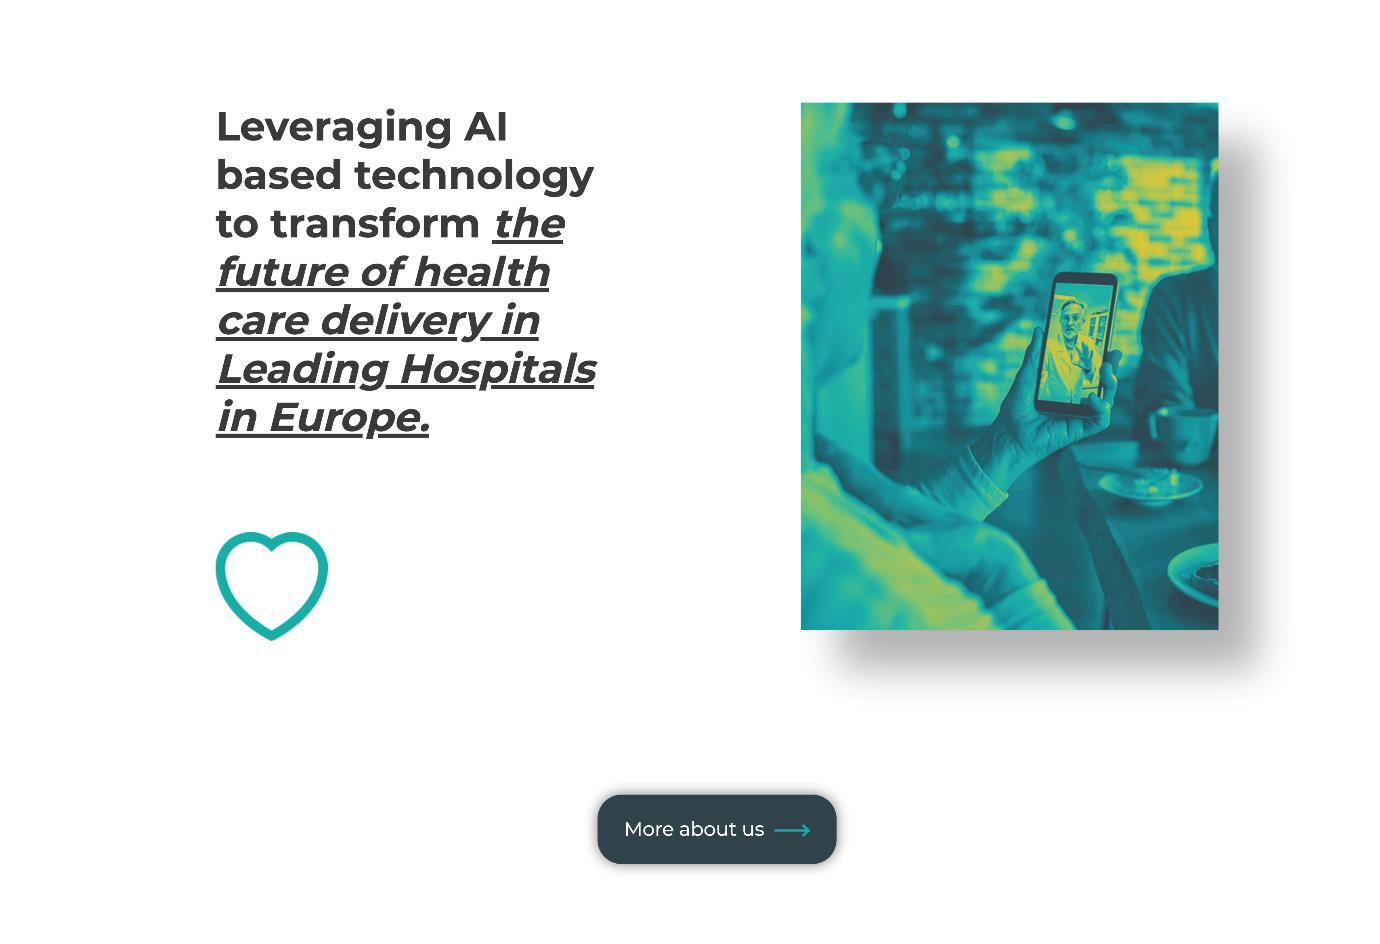 Leveraging AI
based technology
to transform the
future of health
care delivery in
Leading Hospitals
in Europe.
More about us